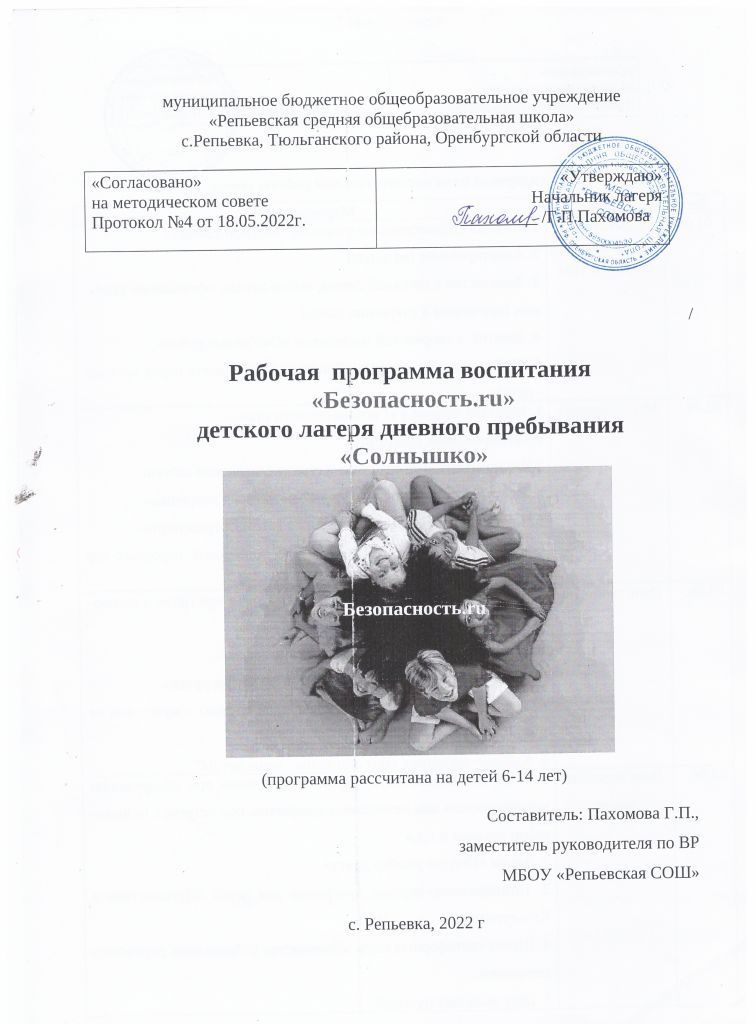 муниципальное бюджетное общеобразовательное учреждение
«Репьевская средняя общебразовательная школа»
с.Репьевка, Тюльганского района, Оренбургской области
«Согласовано»
на методическом совете
Протокол №4 от 18.05.2022г.
«Утверждаю»
Начальник лагеря
/Г.П.Пахомова
/
Рабочая программа воспитания
«Безопасность.ru»
детского лагеря дневного пребывания
«Солнышко»
Безопасность.ru
(программа рассчитана на детей 6-14 лет)
Составитель: Пахомова Г.П.,
заместитель руководителя по ВР
МБОУ «Репьевская СОШ»
с. Репьевка, 2022 г